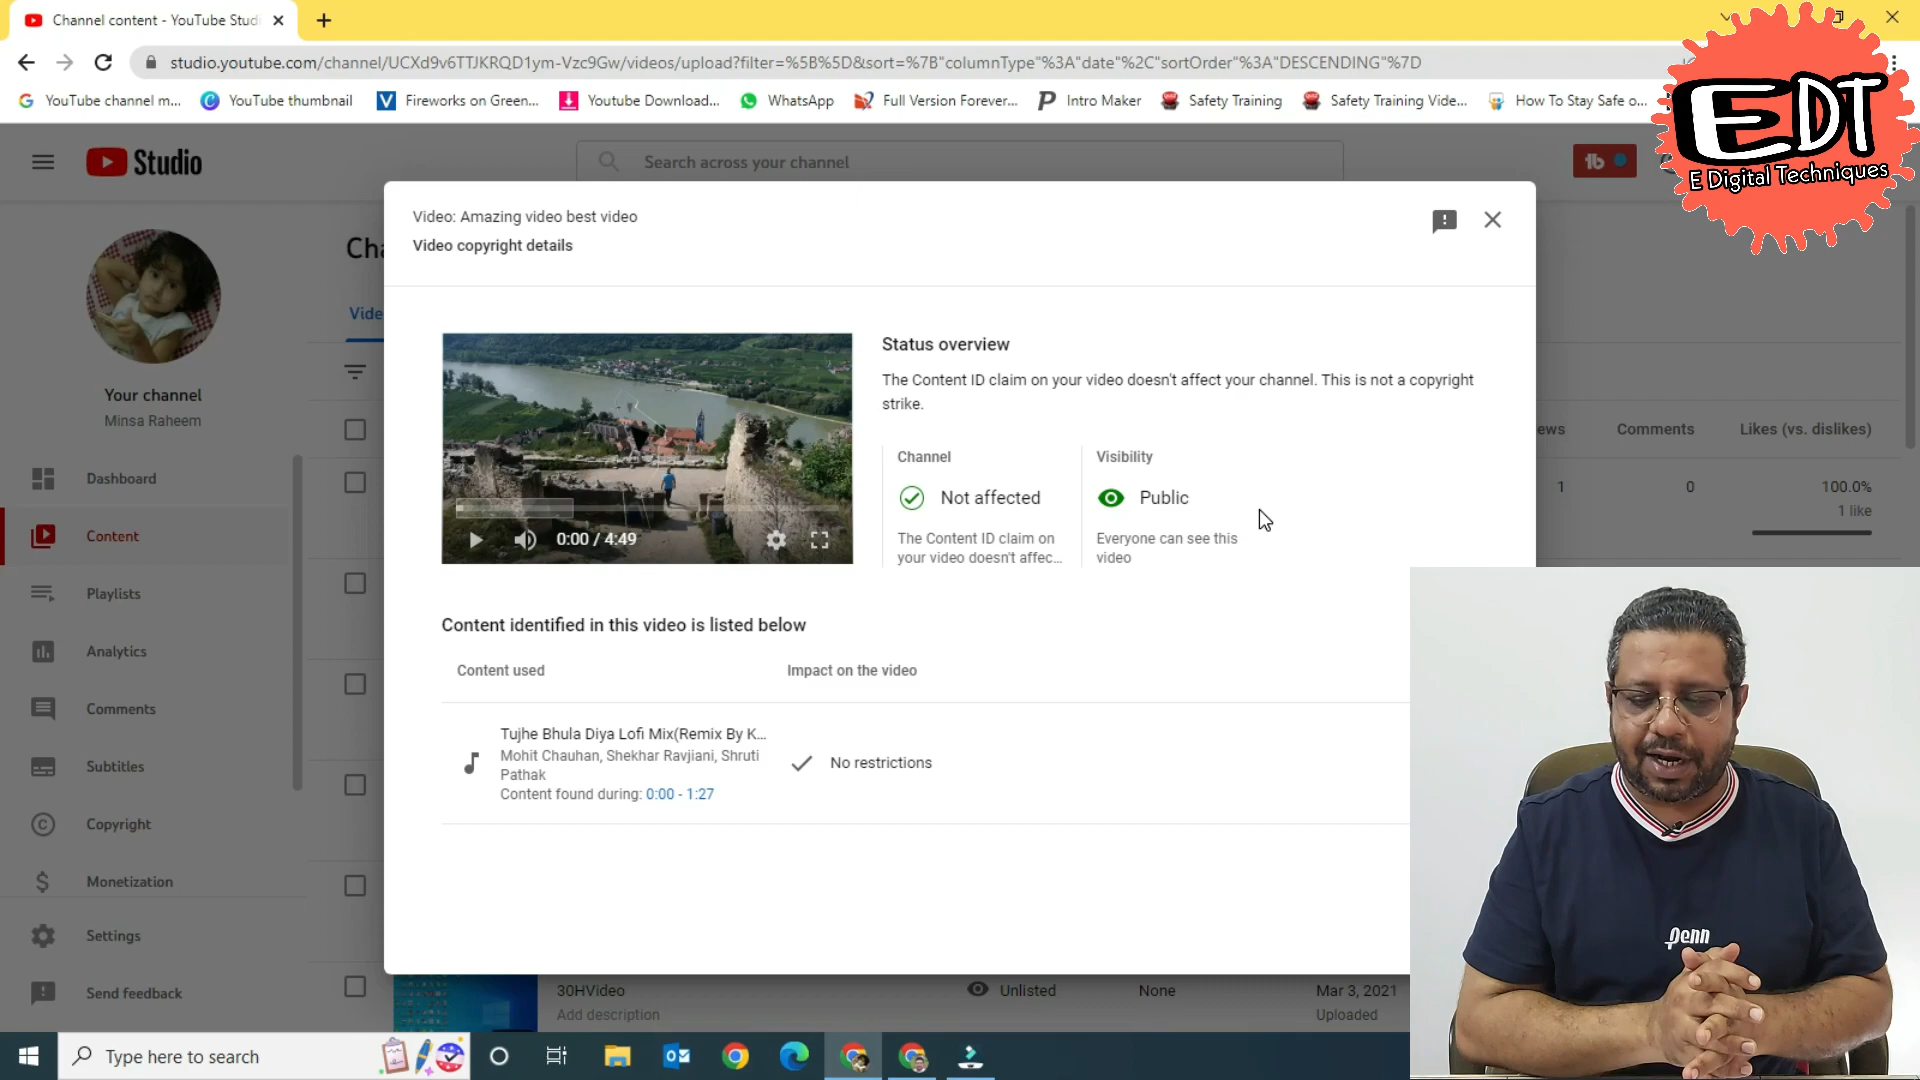 Channel content - YouTube Studi
studio.youtube.com/channel/UCXd9v6TTJKRQD1ym-Vzc9Gw/videos/upload?filter=%5B%5D&sort=%7B"columnType"%3A"date"%2C"sortOrder"%3A"DESCENDING"%7D
YouTube channel m... YouTube thumbnail Fireworks on Green... Youtube Download... WhatsApp Full Version Forever... Intro Maker Safety Training Safety Training Vide... How To Stay Safe o...
EDT
E Digital Techniques
Studio
Search across your channel
Video: Amazing video best video
Video copyright details
Your channel
Minsa Raheem
Dashboard
Content
Playlists
Analytics
Comments
Subtitles
Copyright
Monetization
Settings
Send feedback
Status overview
The Content ID claim on your video doesn't affect your channel. This is not a copyright
strike.
Channel
Not affected
The Content ID claim on
your video doesn't affec...
Visibility
Public
Everyone can see this
video
0:00 / 4:49
Content identified in this video is listed below
Content used Impact on the video
Tujhe Bhula Diya Lofi Mix(Remix By K...
Mohit Chauhan, Shekhar Ravjiani, Shruti
Pathak
Content found during: 0:00 - 1:27
No restrictions
Comments Likes (vs. dislikes)
1 0 100.0%
1 like
30HVideo Unlisted None Mar 3, 2021
Add description Uploaded
Penn
Type here to search